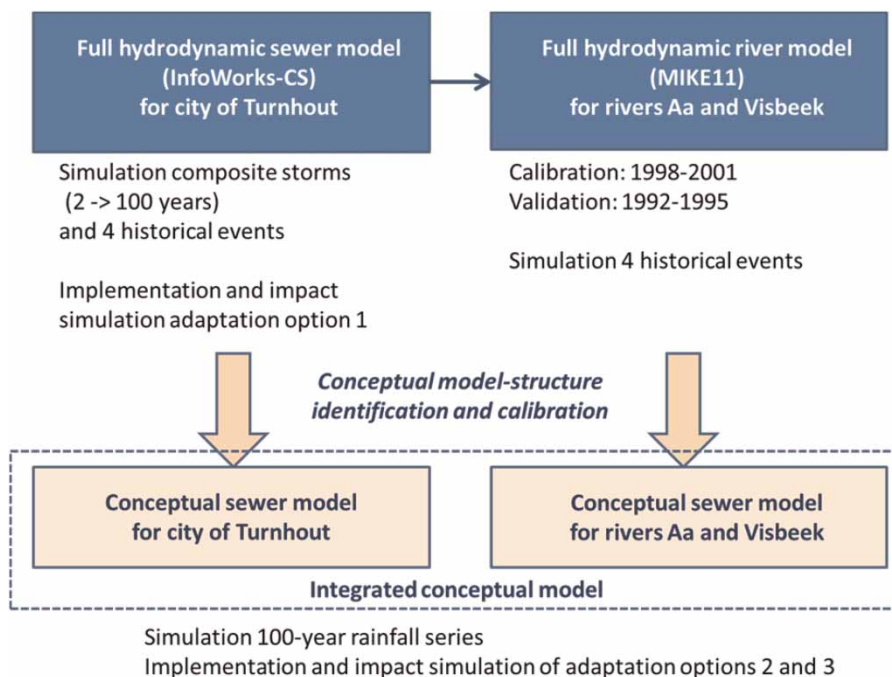 Full hydrodynamic sewer model
(InfoWorks-CS)
for city of Turnhout
Full hydrodynamic river model
(MIKE11)
for rivers Aa and Visbeek
Simulation composite storms
(2 -> 100 years)
and 4 historical events
Implementation and impact
simulation adaptation option 1
Calibration: 1998-2001
Validation: 1992-1995
Simulation 4 historical events
Conceptual model-structure
identification and calibration
Conceptual sewer model
for city of Turnhout
Conceptual sewer model
for rivers Aa and Visbeek
Integrated conceptual model
Simulation 100-year rainfall series
Implementation and impact simulation of adaptation options 2 and 3